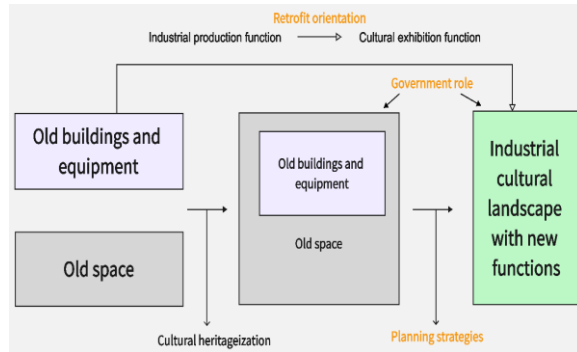 Retrofit orientation
Industrial production function
Cultural exhibition function
Government role
Old buildings and
equipment
Old space
Old buildings and
equipment
Old space
Industrial
cultural
landscape
with new
functions
Cultural heritageization
Planning strategies